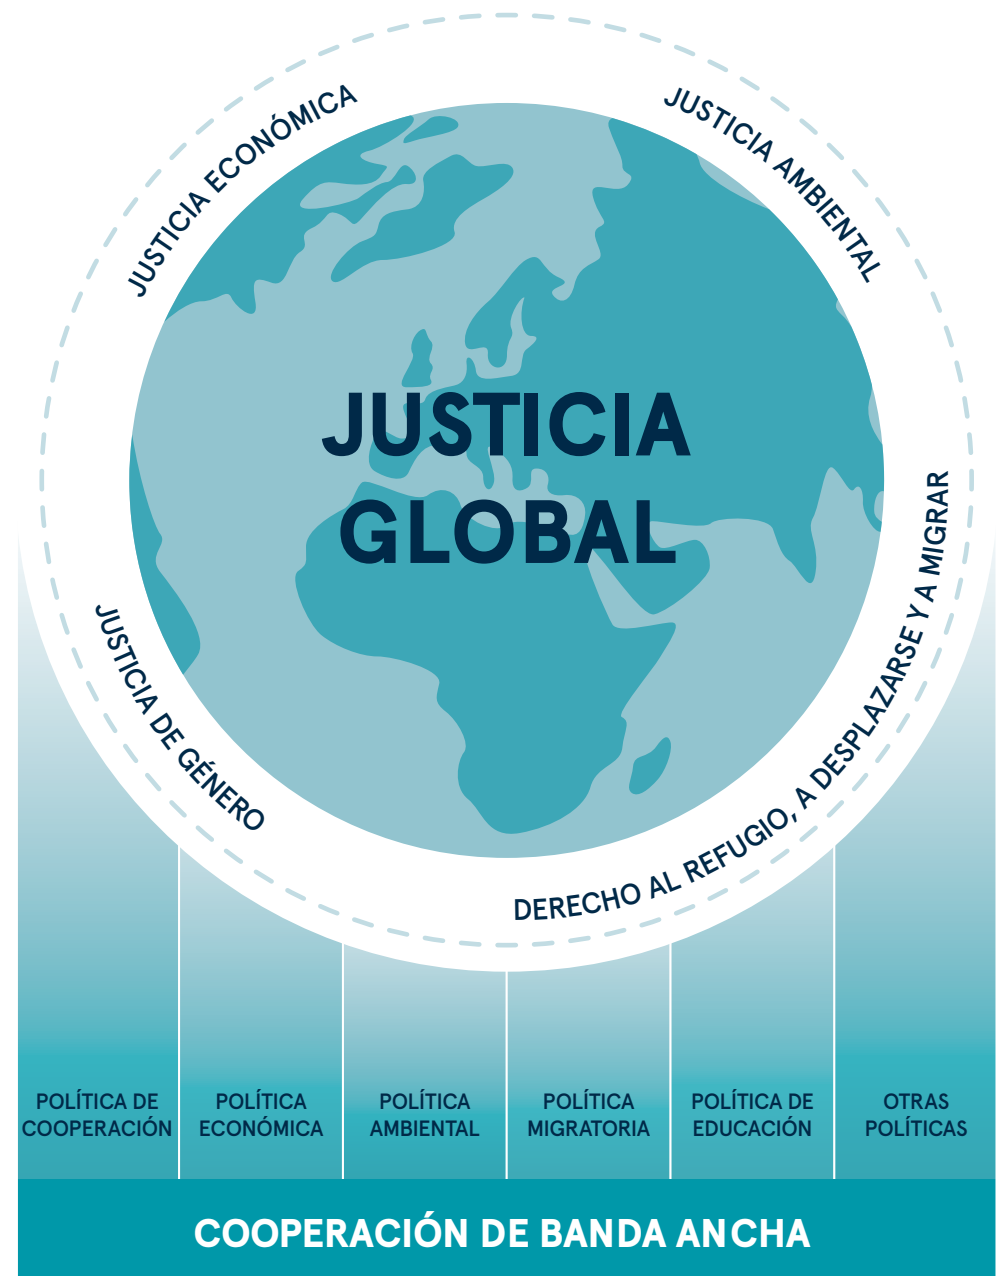 JUSTICIA ECONÓMICA
JUSTICIA AMBIENTAL
JUSTICIA
GLOBAL
JUSTICIA DE GÉNERO
DERECHO AL REFUGIO, A DESPLAZARSE Y A MIGRAR
POLÍTICA DE
COOPERACIÓN
POLÍTICA
ECONÓMICA
POLÍTICA
AMBIENTAL
POLÍTICA
MIGRATORIA
POLÍTICA DE
EDUCACIÓN
OTRAS
POLÍTICAS
COOPERACIÓN DE BANDA ANCHA